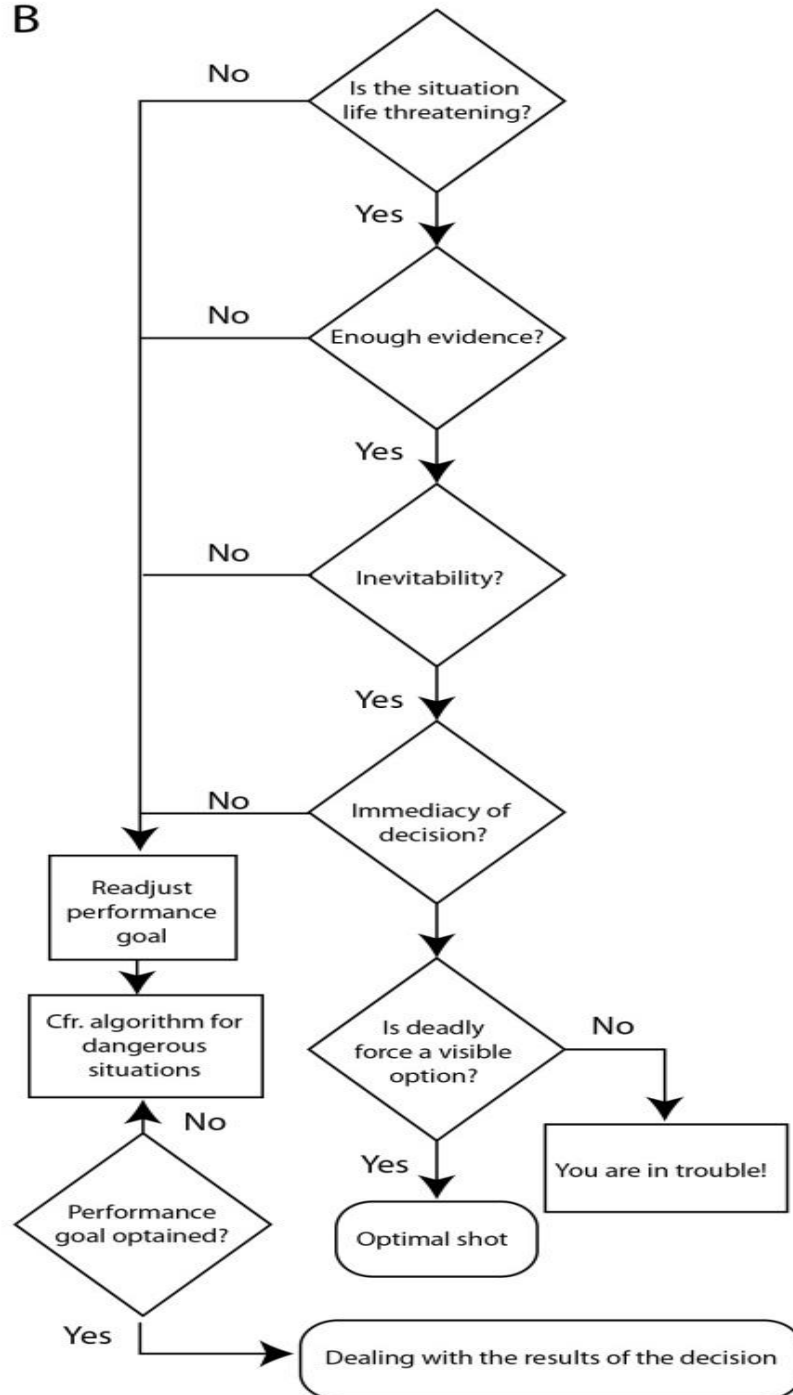 B
No
Is the situation
life threatening?
Yes
No
Enough evidence?
Yes
No
Inevitability?
Yes
No
Immediacy of
decision?
Readjust
performance
goal
Cfr. algorithm for
dangerous
situations
Is deadly
force a visible
option?
No
No
Yes
You are in trouble!
Performance
goal optained?
Optimal shot
Yes
Dealing with the results of the decision